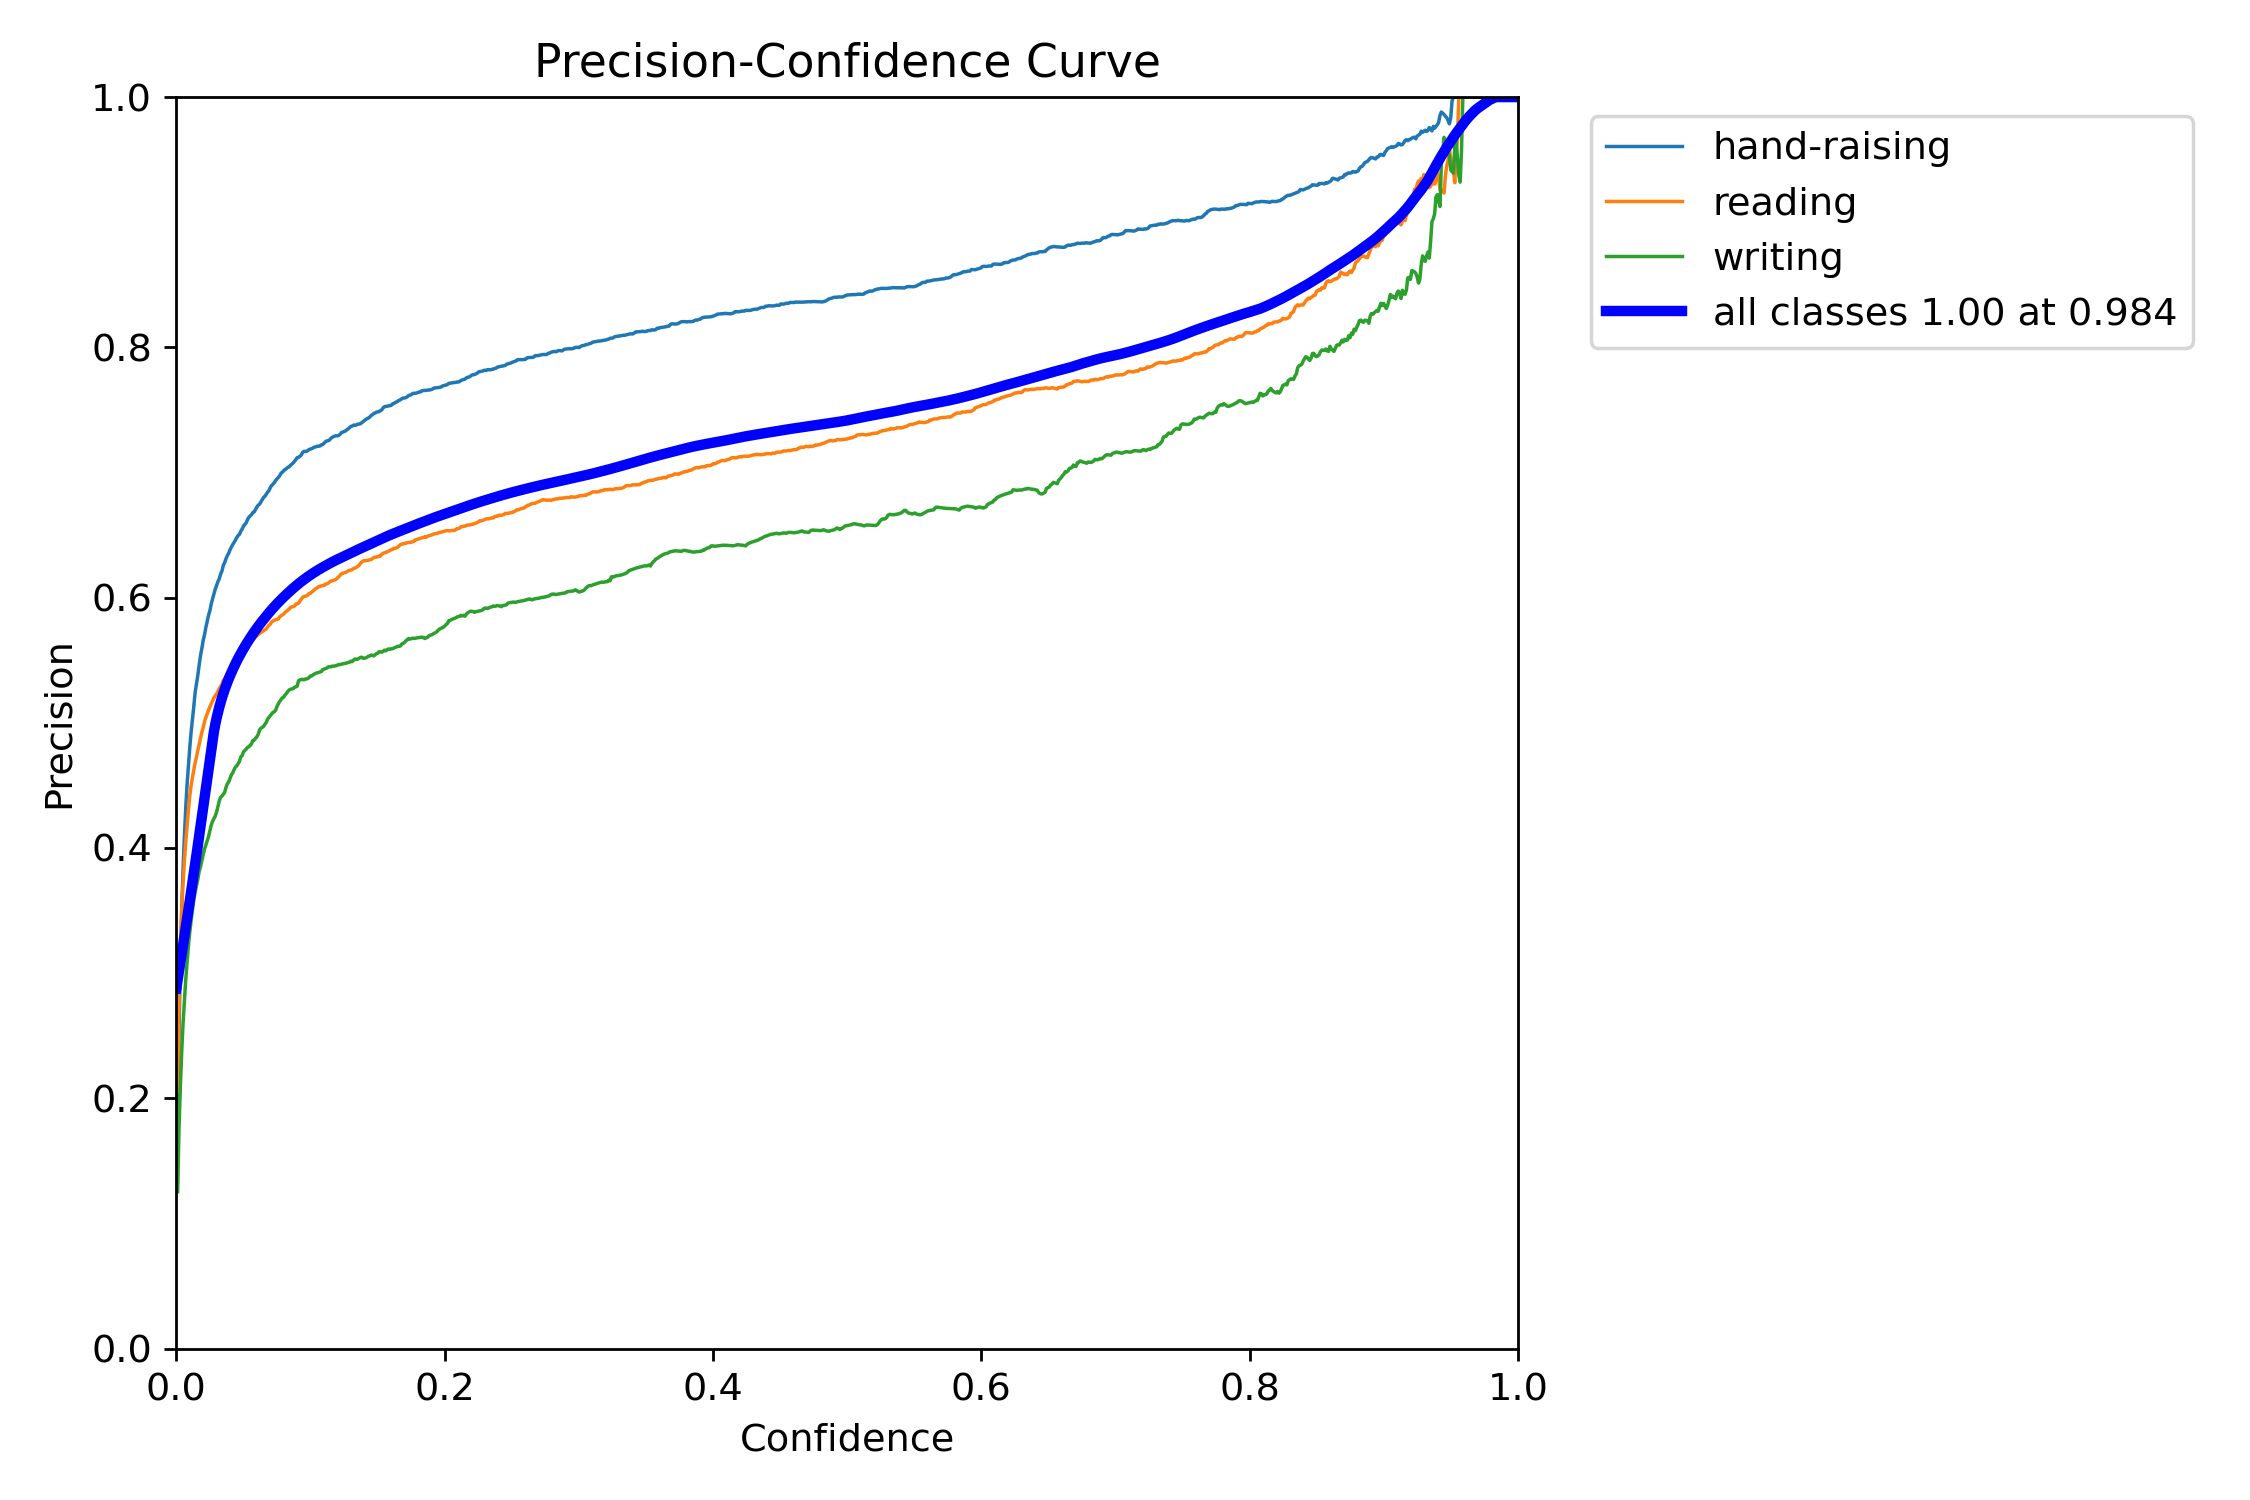 Precision-Confidence Curve
1.0
0.8
0.6
0.4
0.2
0.0
Precision
0.0 0.2 0.4 0.6 0.8 1.0
Confidence
hand-raising
reading
writing
all classes 1.00 at 0.984